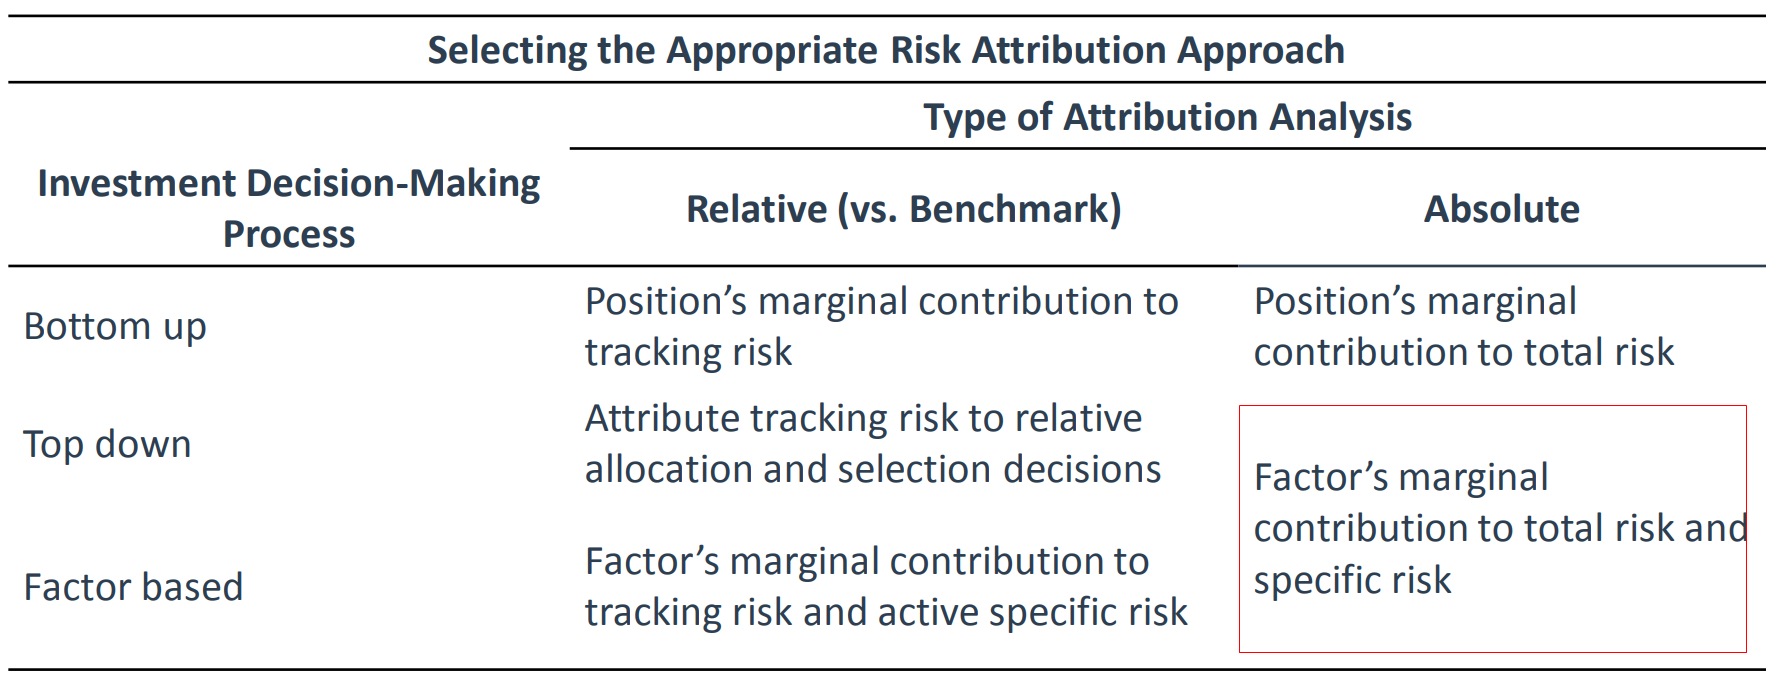 Selecting the Appropriate Risk Attribution Approach
Type of Attribution Analysis
Investment Decision-Making
Process
Relative (vs. Benchmark)
Absolute
Bottom up
Position’s marginal contribution to
tracking risk
Position’s marginal
contribution to total risk
Top down
Attribute tracking risk to relative
allocation and selection decisions
Factor’s marginal
contribution to total risk and
specific risk
Factor based
Factor’s marginal contribution to
tracking risk and active specific risk